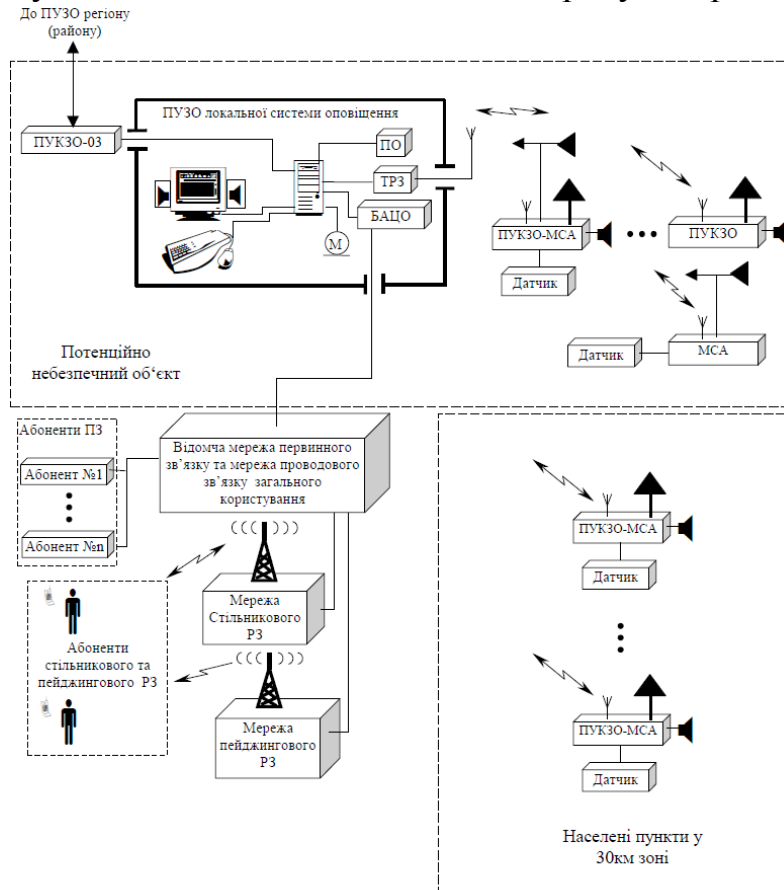 До ПУЗО регіону
(району)
ПУКЗО-03
ПУЗО локальної системи оповіщення
ПО
ТРЗ
БАЦО
М
ПУКЗО-МСА
Датчик
ПУКЗО
Датчик
МСА
Потенційно
небезпечний об‘єкт
Абоненти ПЗ
Абонент №1
Абонент №n
Відомча мережа первинного
зв’язку та мережа проводового
зв’язку загального
користування
Мережа
Стільникового
РЗ
Абоненти
стільникового та
пейджингового РЗ
Мережа
пейджингового
РЗ
ПУКЗО-МСА
Датчик
ПУКЗО-МСА
Датчик
Населені пункти у
30км зоні